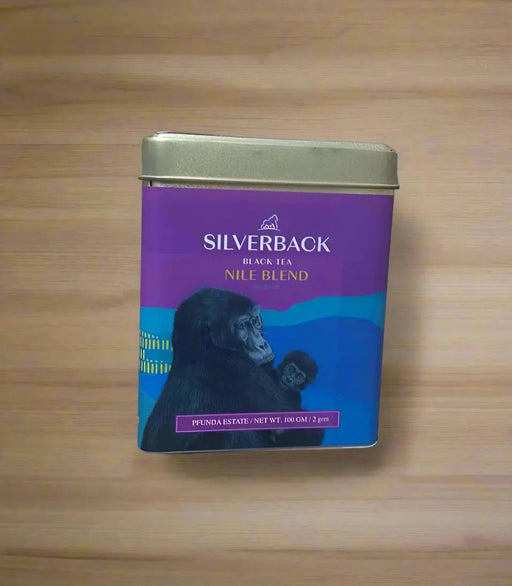 SILVERBACK
BLACK TEA
NILE BLEND
PFUNDA ESTATE / NET WT. 100 GM / 2 gm